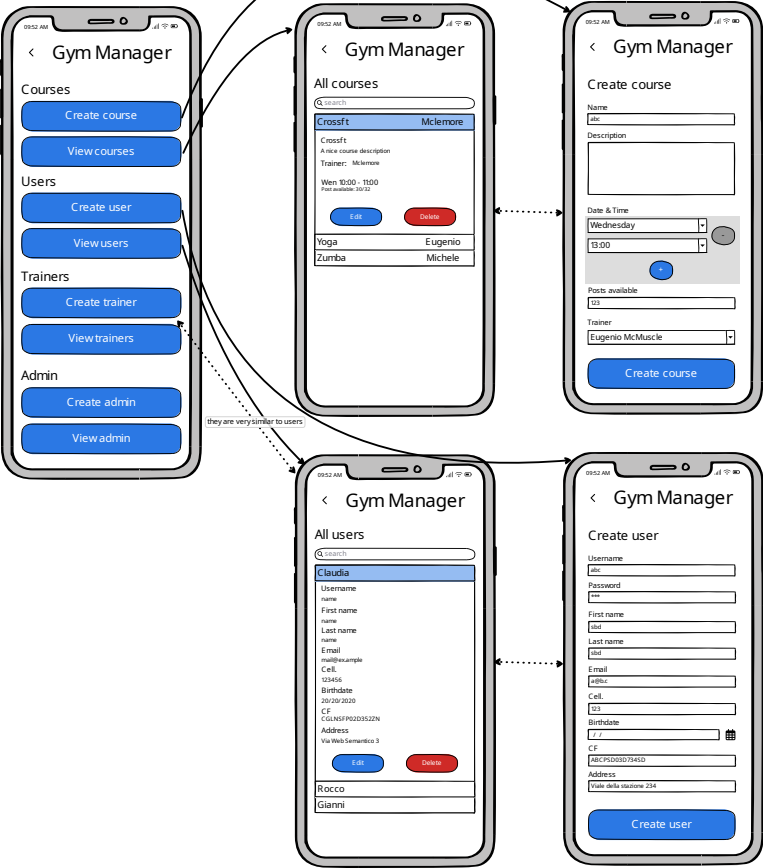 09:52 AM
Gym Manager
Courses
Create course
View courses
Users
Create user
View users
Trainers
Create trainer
View trainers
Admin
Create admin
View admin
they are very similar to users
09:52 AM
Gym Manager
All courses
search
Crossft Mclemore
Crossft
A nice course description
Trainer: Mclemore
Wen 10:00 - 11:00
Post available: 30/32
Edit Delete
Yoga Eugenio
Zumba Michele
09:52 AM
Gym Manager
Create course
Name
abc
Description
Date & Time
Wednesday
-
13:00
+
Posts available
123
Trainer
Eugenio McMuscle
Create course
09:52 AM
Gym Manager
All users
search
Claudia
Username
name
First name
name
Last name
name
Email
mail@example
Cell.
123456
Birthdate
20/20/2020
CF
CGLNSFP02D352ZN
Address
Via Web Semantico 3
Edit Delete
Rocco
Gianni
09:52 AM
Gym Manager
Create user
Username
abc
Password
***
First name
sbd
Last name
sbd
Email
a@b.c
Cell.
123
Birthdate
/ /
CF
ABCPSD03D734SD
Address
Viale della stazione 234
Create user